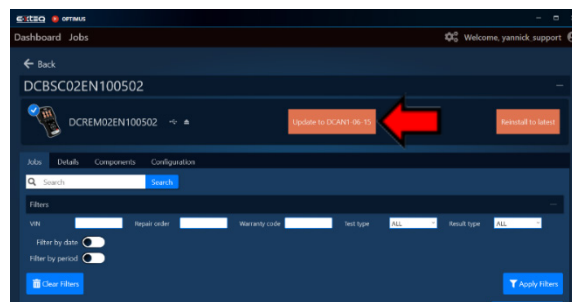 exteq OPTIMUS
Dashboard Jobs Welcome, yannick support
← Back
DCBSC02EN100502
DCREM02EN100502 Update to DCAN1-06-15 Reinstall to latest
Jobs Details Components Configuration
Search Search
Filters
VIN Repair order Warranty code Test type ALL Result type ALL
Filter by date
Filter by period
Clear Filters Apply Filters